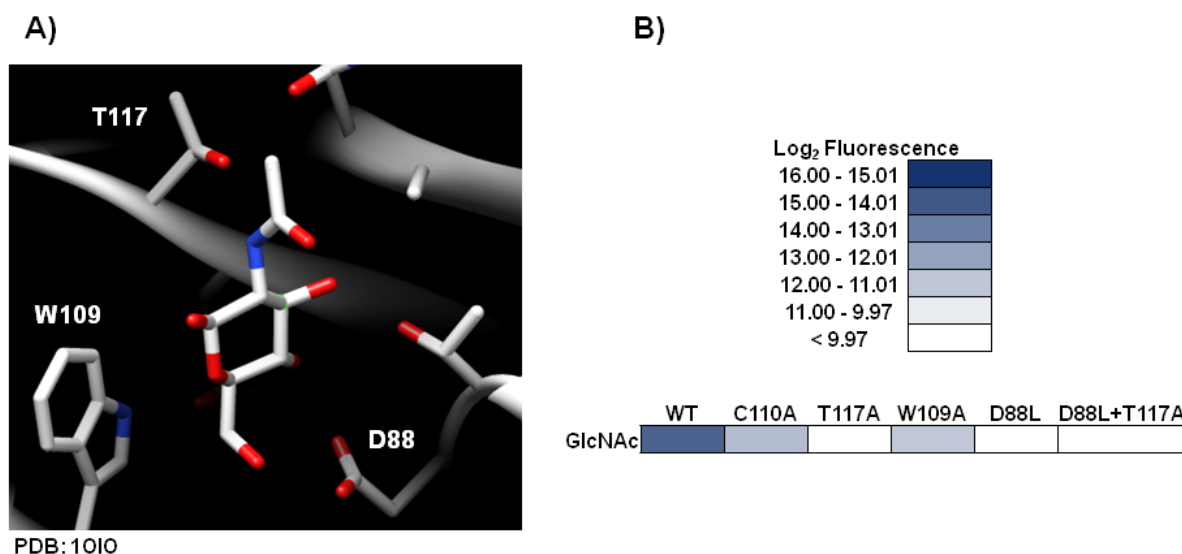 A)
B)
T117
W109
D88
PDB: 1OIO
Log₂ Fluorescence
16.00 - 15.01
15.00 - 14.01
14.00 - 13.01
13.00 - 12.01
12.00 - 11.01
11.00 - 9.97
< 9.97
WT C110A T117A W109A D88L D88L+T117A
GlcNAc